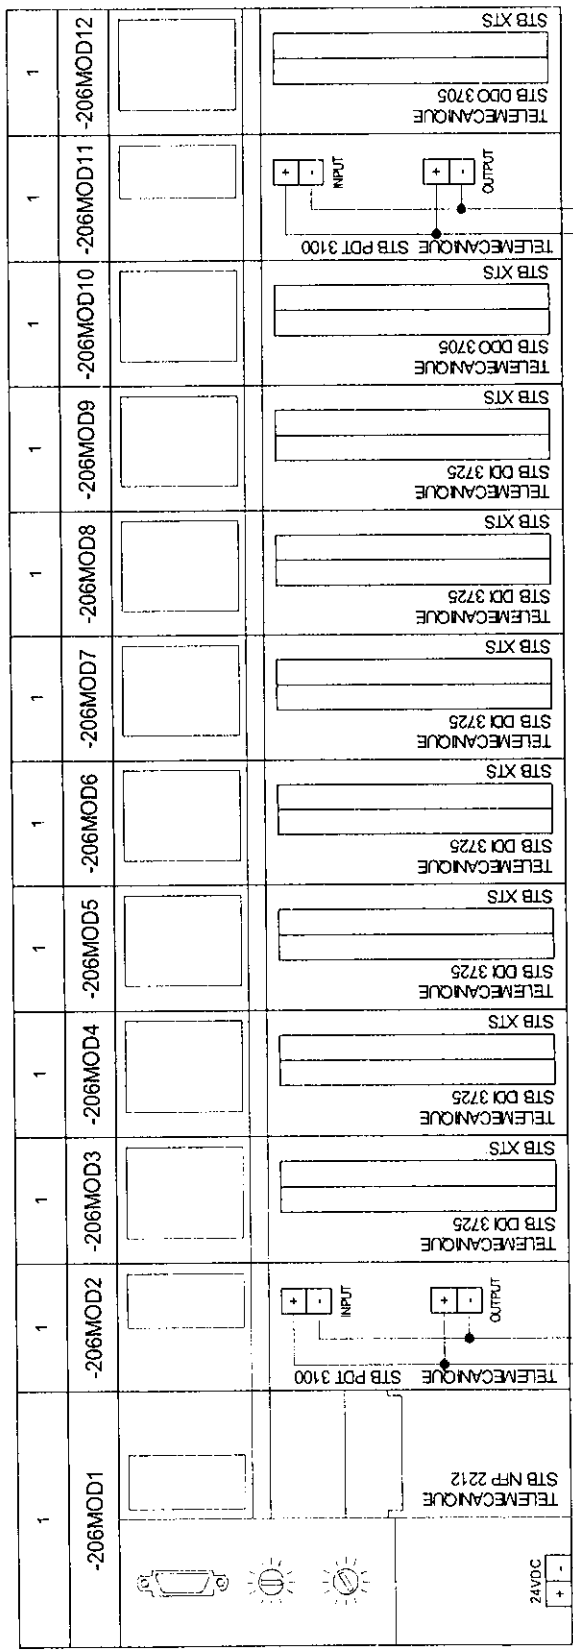 1
-206MOD12
STB XTS
STB DDO 3705
TELEMECANIQUE
1
-206MOD11
+ -
INPUT
+ -
OUTPUT
TELEMECANIQUE STB PDT 3100
1
-206MOD10
STB XTS
STB DDO 3705
TELEMECANIQUE
1
-206MOD9
STB XTS
STB DDI 3725
TELEMECANIQUE
1
-206MOD8
STB XTS
STB DDI 3725
TELEMECANIQUE
1
-206MOD7
STB XTS
STB DDI 3725
TELEMECANIQUE
1
-206MOD6
STB XTS
STB DDI 3725
TELEMECANIQUE
1
-206MOD5
STB XTS
STB DDI 3725
TELEMECANIQUE
1
-206MOD4
STB XTS
STB DDI 3725
TELEMECANIQUE
1
-206MOD3
STB XTS
STB DDI 3725
TELEMECANIQUE
1
-206MOD2
+ -
INPUT
+ -
OUTPUT
TELEMECANIQUE STB PDT 3100
1
-206MOD1
STB NFP 2212
TELEMECANIQUE
24VDC
+ -